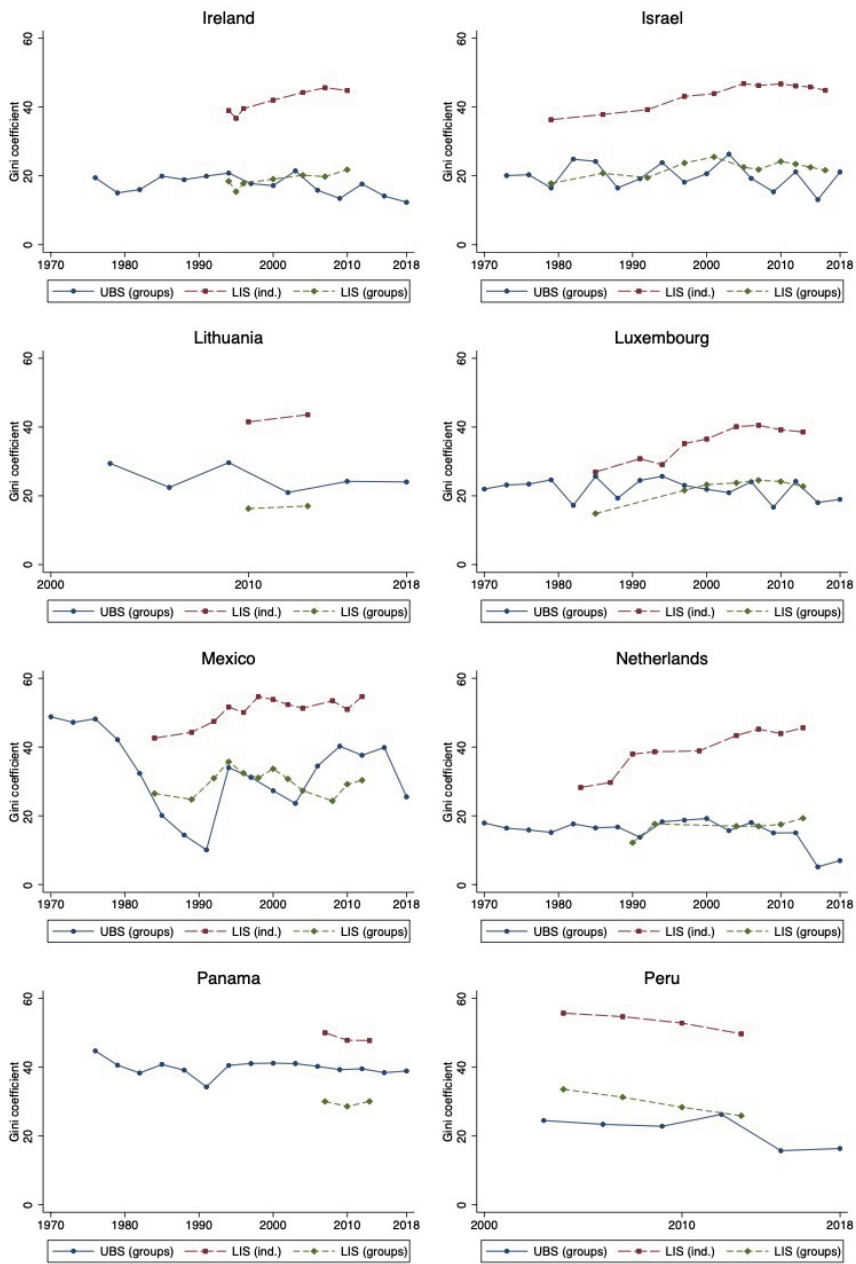 Ireland
Gini coefficient
60
40
20
0
1970 1980 1990 2000 2010 2018
UBS (groups) LIS (ind.) LIS (groups)
Israel
Gini coefficient
60
40
20
0
1970 1980 1990 2000 2010 2018
UBS (groups) LIS (ind.) LIS (groups)
Lithuania
Gini coefficient
60
40
20
0
2000 2010 2018
UBS (groups) LIS (ind.) LIS (groups)
Luxembourg
Gini coefficient
60
40
20
0
1970 1980 1990 2000 2010 2018
UBS (groups) LIS (ind.) LIS (groups)
Mexico
Gini coefficient
60
40
20
0
1970 1980 1990 2000 2010 2018
UBS (groups) LIS (ind.) LIS (groups)
Netherlands
Gini coefficient
60
40
20
0
1970 1980 1990 2000 2010 2018
UBS (groups) LIS (ind.) LIS (groups)
Panama
Gini coefficient
60
40
20
0
1970 1980 1990 2000 2010 2018
UBS (groups) LIS (ind.) LIS (groups)
Peru
Gini coefficient
60
40
20
0
2000 2010 2018
UBS (groups) LIS (ind.) LIS (groups)